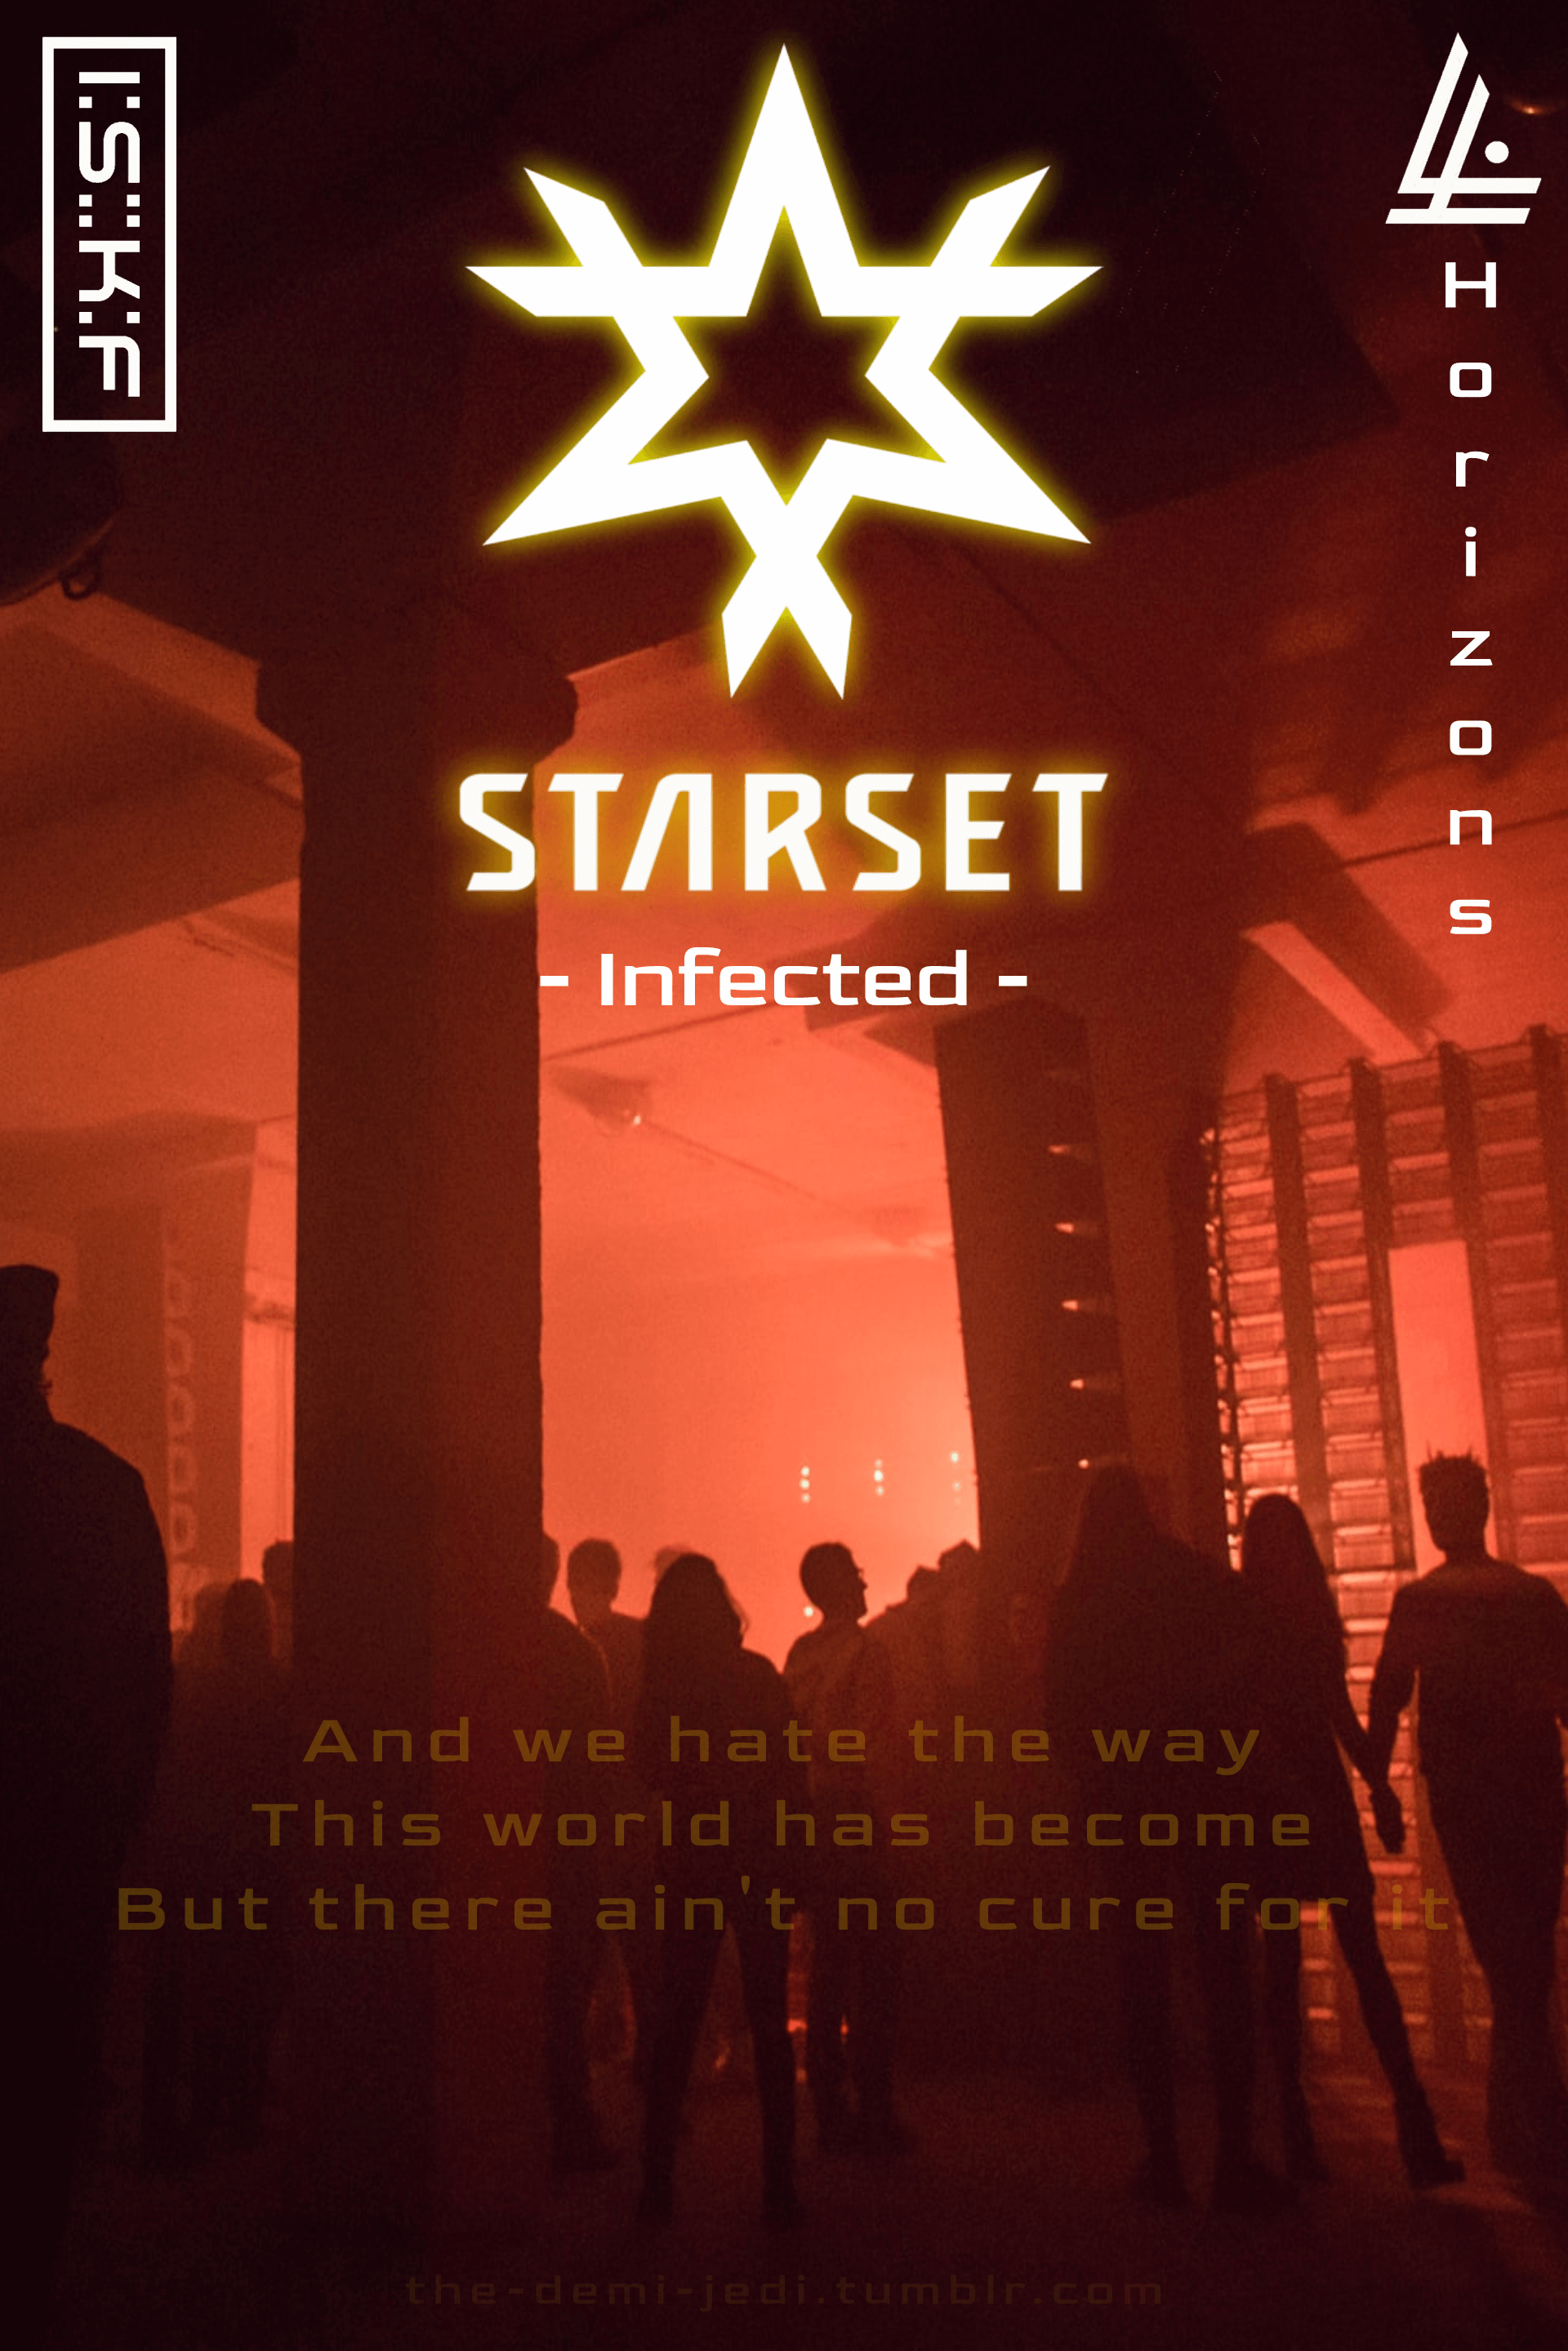 I:S:K:F
Horizons
STARSET
- Infected -
And we hate the way
This world has become
But there ain't no cure for it
the-demi-jedi.tumblr.com